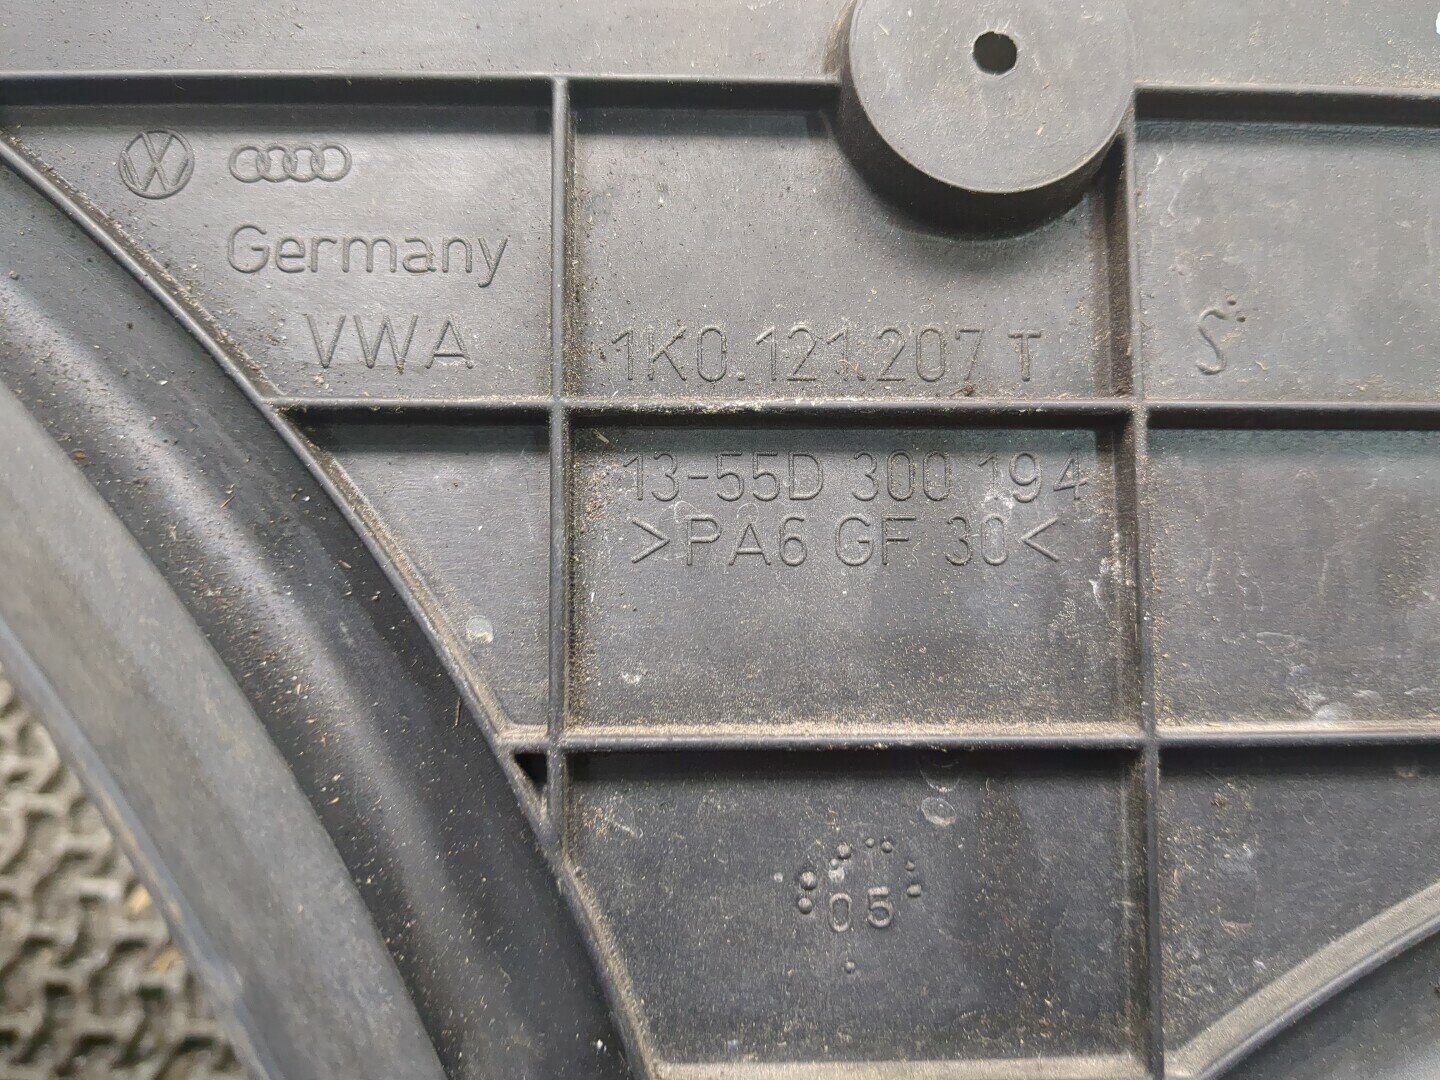 Germany
VWA
1K0.121.207 T
S
13-55D 300 194
>PA6 GF 30<
05